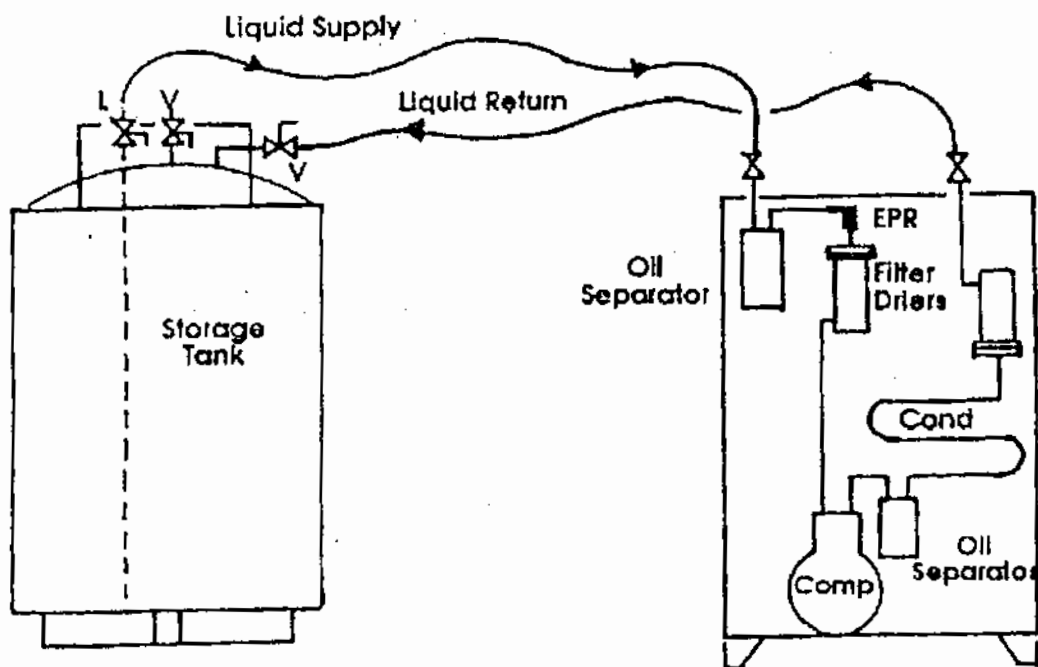 Liquid Supply
L
V
Liquid Return
V
EPR
Oil
Separator
Filter
Driers
Storage
Tank
Cond
Comp
Oil
Separator